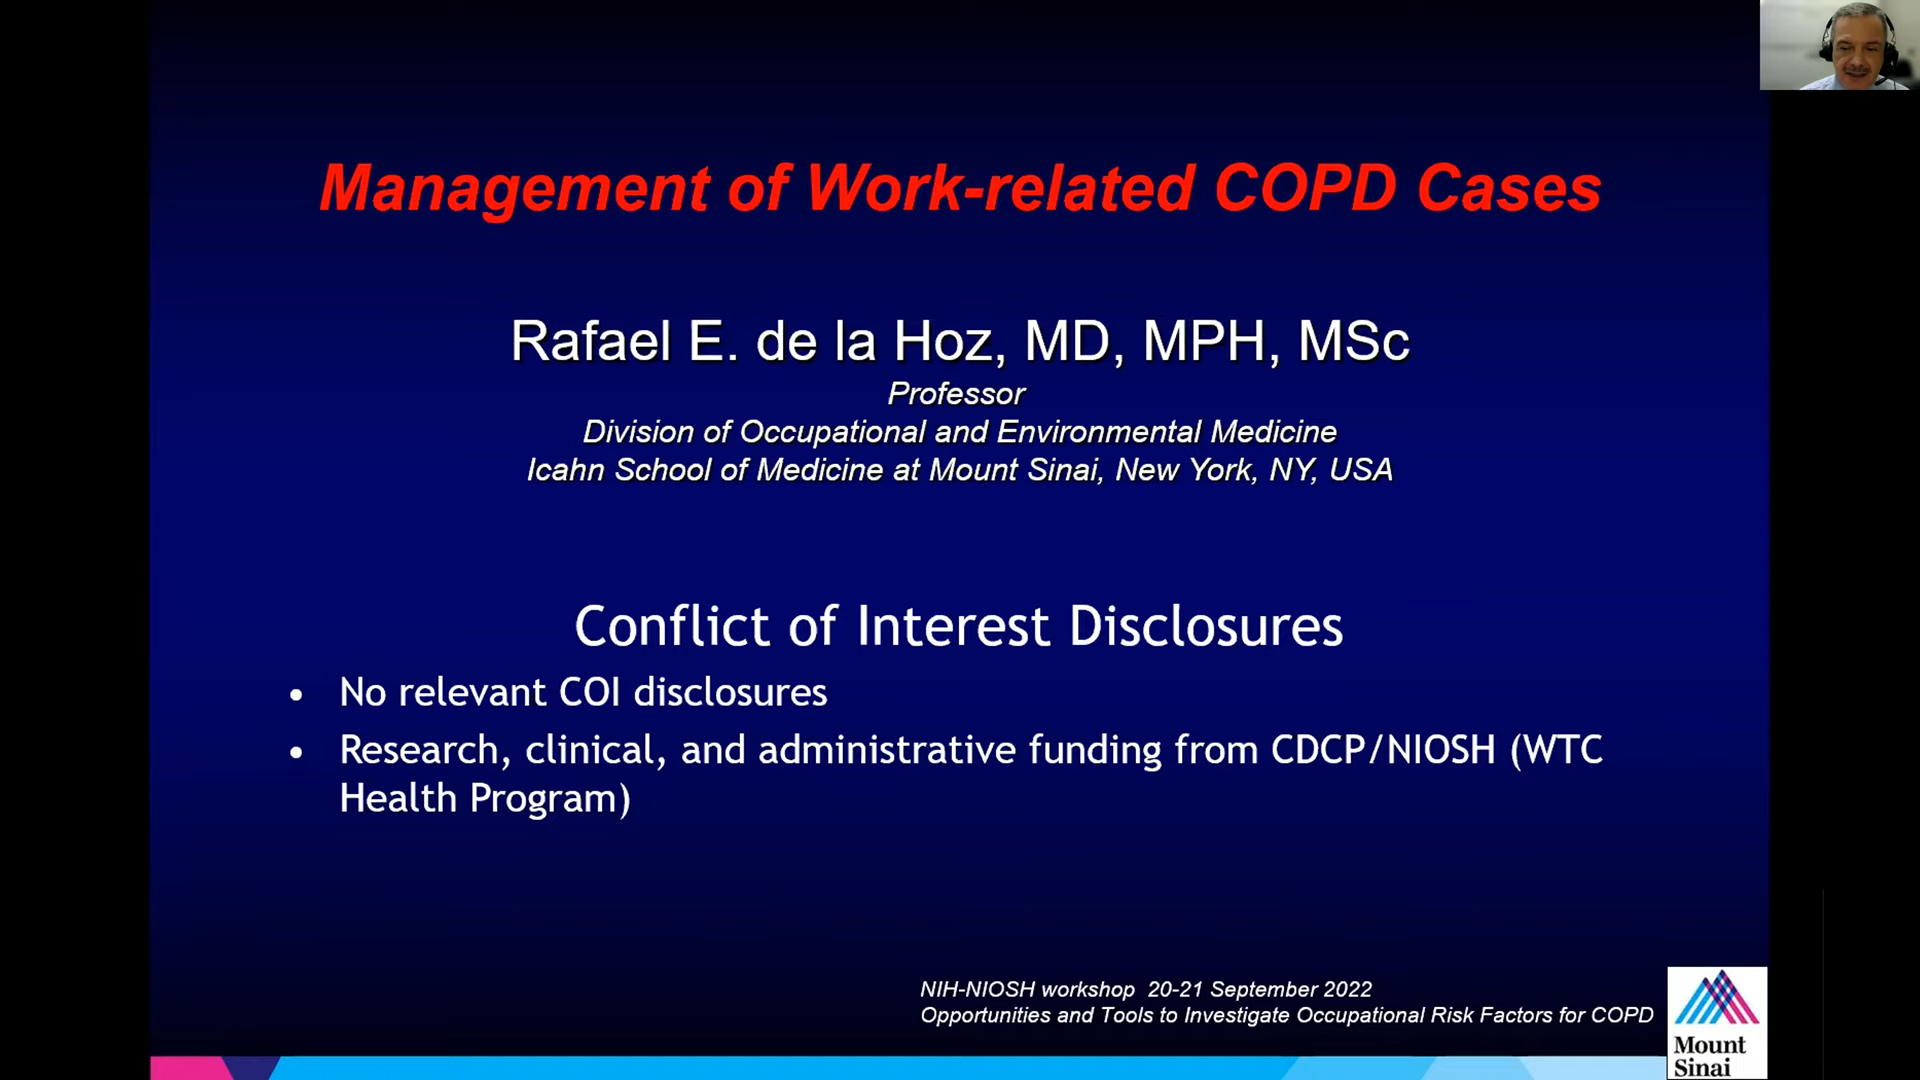 Management of Work-related COPD Cases
Rafael E. de la Hoz, MD, MPH, MSc
Professor
Division of Occupational and Environmental Medicine
Icahn School of Medicine at Mount Sinai, New York, NY, USA
Conflict of Interest Disclosures
• No relevant COI disclosures
• Research, clinical, and administrative funding from CDCP/NIOSH (WTC
Health Program)
NIH-NIOSH workshop 20-21 September 2022
Opportunities and Tools to Investigate Occupational Risk Factors for COPD
Mount
Sinai